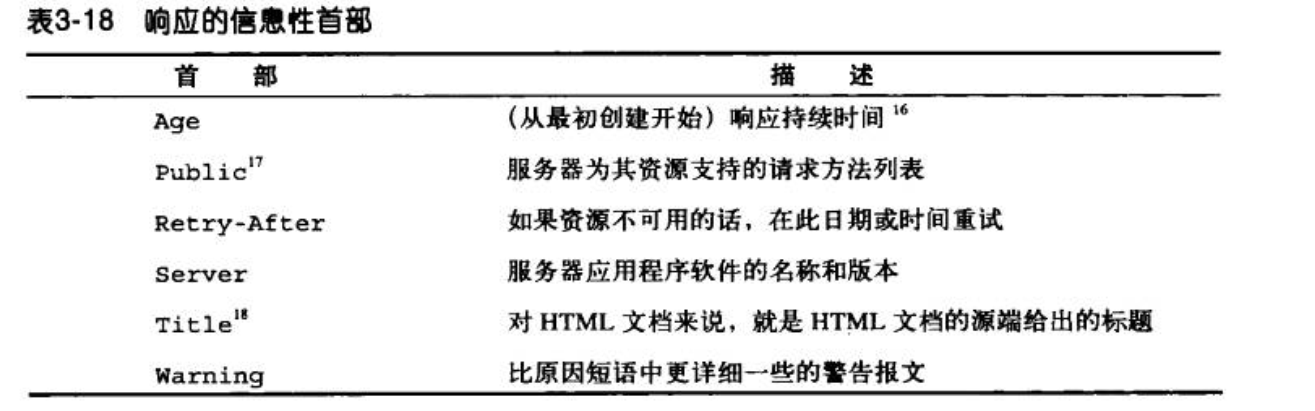 表3-18 响应的信息性首部
首 部 描 述
Age （从最初创建开始）响应持续时间16
Public17 服务器为其资源支持的请求方法列表
Retry-After 如果资源不可用的话，在此日期或时间重试
Server 服务器应用程序软件的名称和版本
Title18 对 HTML 文档来说，就是 HTML 文档的源端给出的标题
Warning 比原因短语中更详细一些的警告报文